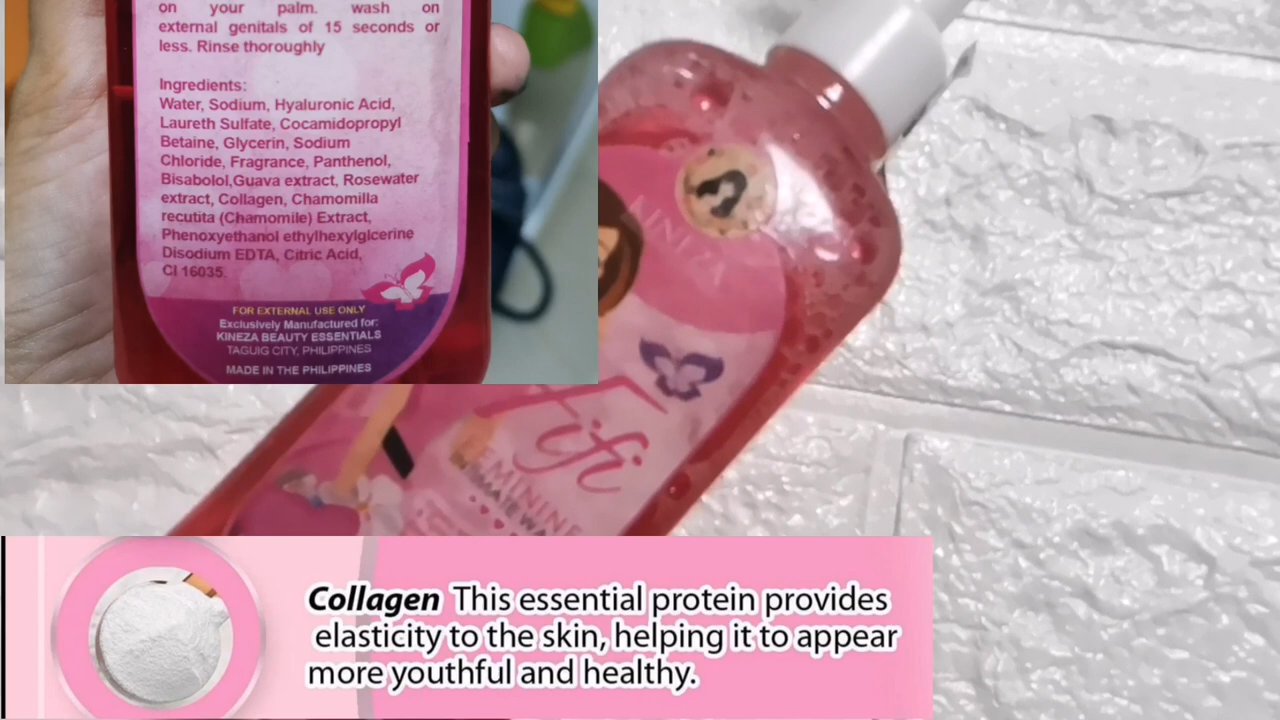 on your palm. wash on
external genitals of 15 seconds or
less. Rinse thoroughly
Ingredients:
Water, Sodium, Hyaluronic Acid,
Laureth Sulfate, Cocamidopropyl
Betaine, Glycerin, Sodium
Chloride, Fragrance, Panthenol,
Bisabolol,Guava extract, Rosewater
extract, Collagen, Chamomilla
recutita (Chamomile) Extract,
Phenoxyethanol ethylhexylglcerine
Disodium EDTA, Citric Acid,
CI 16035.
FOR EXTERNAL USE ONLY
Exclusively Manufactured for:
KINEZA BEAUTY ESSENTIALS
TAGUIG CITY, PHILIPPINES
MADE IN THE PHILIPPINES
Fifi
FEMININE
Collagen This essential protein provides
elasticity to the skin, helping it to appear
more youthful and healthy.